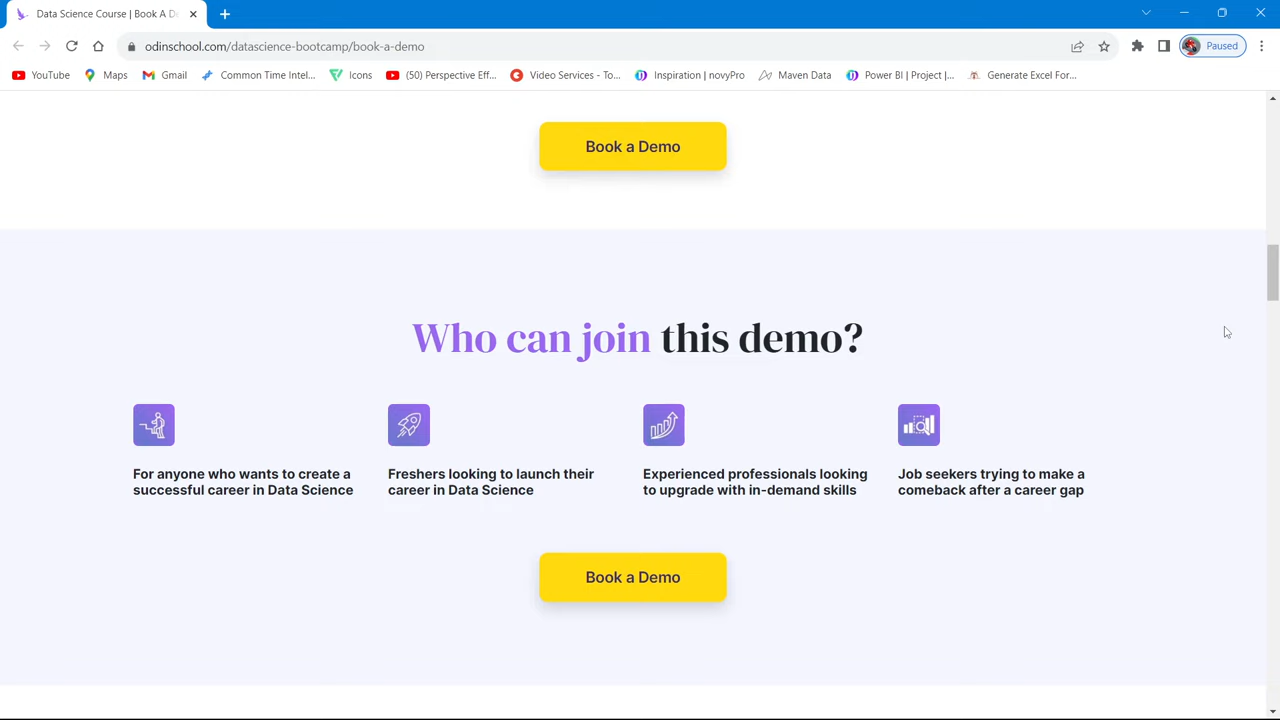 Data Science Course | Book A D
odinschool.com/datascience-bootcamp/book-a-demo
Paused
YouTube
Maps
Gmail
Common Time Intel...
Icons
(50) Perspective Eff...
Video Services - To...
Inspiration | novyPro
Maven Data
Power BI | Project |...
Generate Excel For...
Book a Demo
Who can join this demo?
For anyone who wants to create a
successful career in Data Science
Freshers looking to launch their
career in Data Science
Experienced professionals looking
to upgrade with in-demand skills
Job seekers trying to make a
comeback after a career gap
Book a Demo